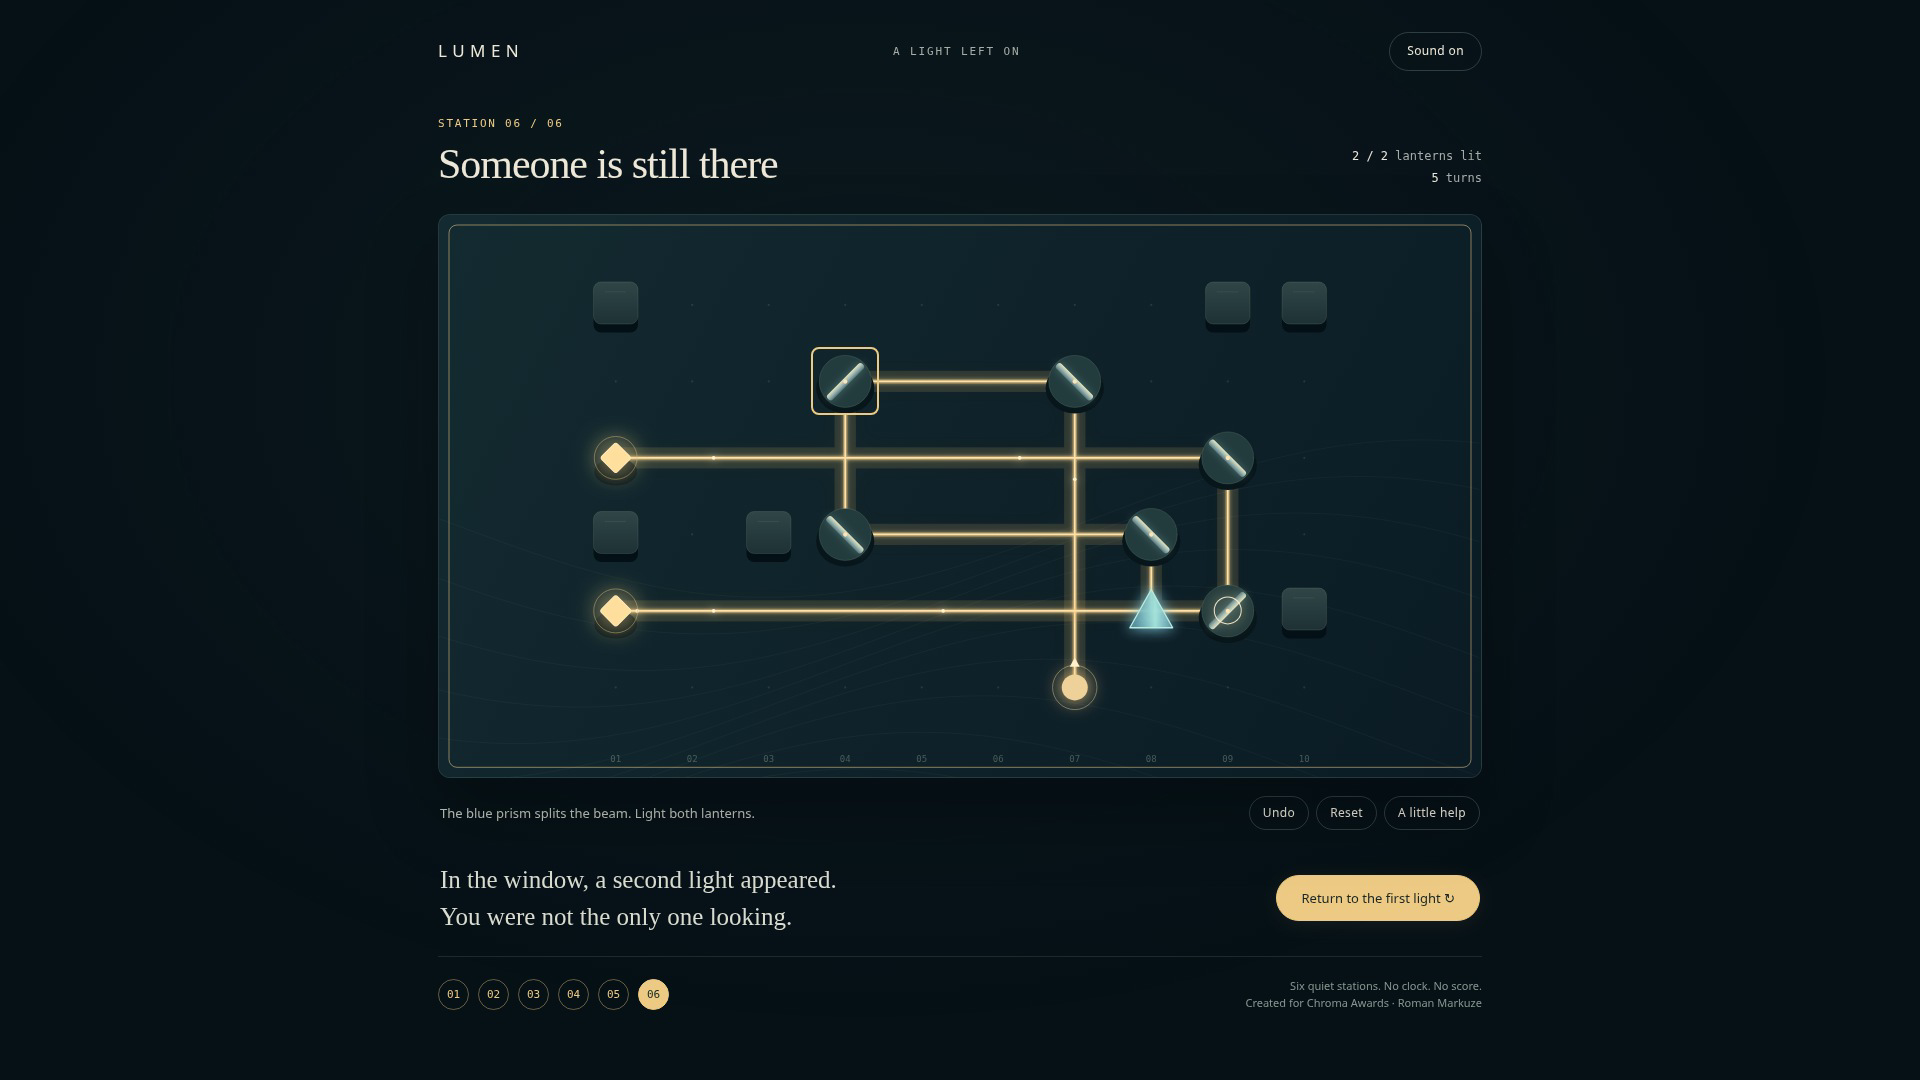 LUMEN
A LIGHT LEFT ON
Sound on
STATION 06 / 06
Someone is still there
2 / 2 lanterns lit
5 turns
01 02 03 04 05 06 07 08 09 10
The blue prism splits the beam. Light both lanterns.
Undo
Reset
A little help
In the window, a second light appeared.
You were not the only one looking.
Return to the first light ↻
01 02 03 04 05 06
Six quiet stations. No clock. No score.
Created for Chroma Awards · Roman Markuze